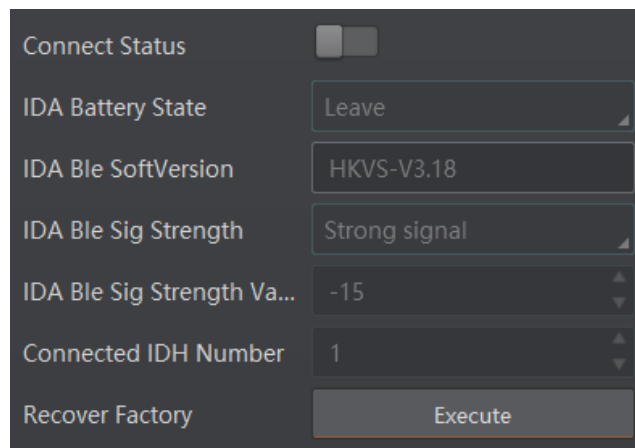 Connect Status
IDA Battery State Leave
IDA Ble SoftVersion HKVS-V3.18
IDA Ble Sig Strength Strong signal
IDA Ble Sig Strength Va... -15
Connected IDH Number 1
Recover Factory Execute